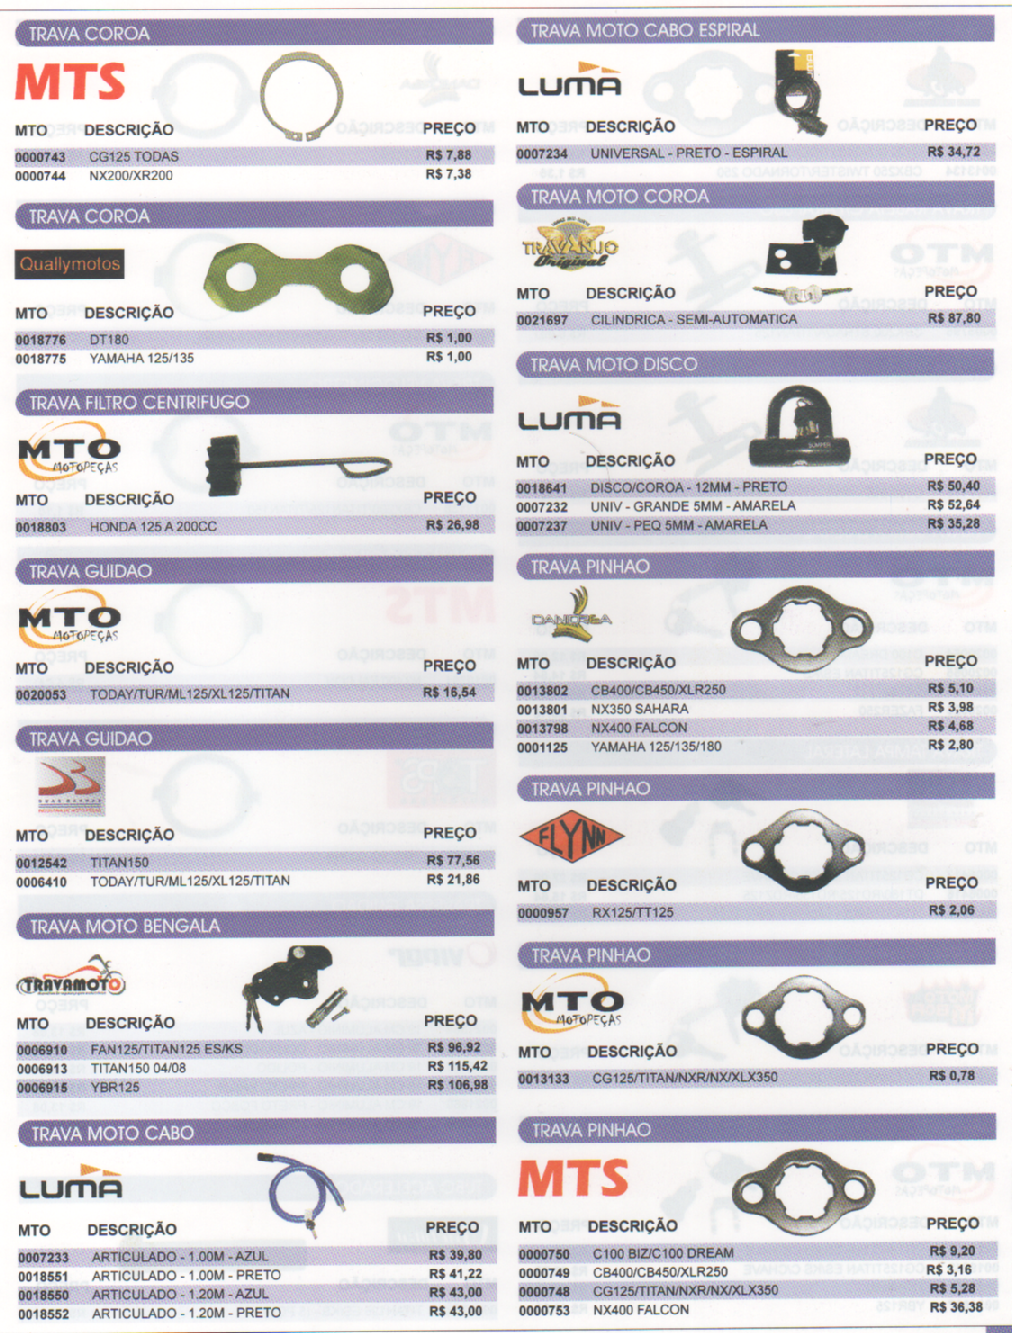 TRAVA COROA
MTS
MTO DESCRIÇÃO PREÇO
0000743 CG125 TODAS R$ 7,88
0000744 NX200/XR200 R$ 7,38
TRAVA COROA
Quallymotos
MTO DESCRIÇÃO PREÇO
0018776 DT180 R$ 1,00
0018775 YAMAHA 125/135 R$ 1,00
TRAVA FILTRO CENTRIFUGO
MTO
MOTOPEÇAS
MTO DESCRIÇÃO PREÇO
0018803 HONDA 125 A 200CC R$ 26,98
TRAVA GUIDAO
MTO
MOTOPEÇAS
MTO DESCRIÇÃO PREÇO
0020053 TODAY/TUR/ML125/XL125/TITAN R$ 16,54
TRAVA GUIDAO
MTO DESCRIÇÃO PREÇO
0012542 TITAN150 R$ 77,56
0006410 TODAY/TUR/ML125/XL125/TITAN R$ 21,86
TRAVA MOTO BENGALA
TRAVAMOTO
MTO DESCRIÇÃO PREÇO
0006910 FAN125/TITAN125 ES/KS R$ 96,92
0006913 TITAN150 04/08 R$ 115,42
0006915 YBR125 R$ 106,98
TRAVA MOTO CABO
LUMA
MTO DESCRIÇÃO PREÇO
0007233 ARTICULADO - 1.00M - AZUL R$ 39,80
0018551 ARTICULADO - 1.00M - PRETO R$ 41,22
0018550 ARTICULADO - 1.20M - AZUL R$ 43,00
0018552 ARTICULADO - 1.20M - PRETO R$ 43,00
TRAVA MOTO CABO ESPIRAL
LUMA
MTO DESCRIÇÃO PREÇO
0007234 UNIVERSAL - PRETO - ESPIRAL R$ 34,72
TRAVA MOTO COROA
TRAVANJO
Original
MTO DESCRIÇÃO PREÇO
0021697 CILINDRICA - SEMI-AUTOMATICA R$ 87,80
TRAVA MOTO DISCO
LUMA
MTO DESCRIÇÃO PREÇO
0018641 DISCO/COROA - 12MM - PRETO R$ 50,40
0007232 UNIV - GRANDE 5MM - AMARELA R$ 52,64
0007237 UNIV - PEQ 5MM - AMARELA R$ 35,28
TRAVA PINHAO
DANCREA
MTO DESCRIÇÃO PREÇO
0013802 CB400/CB450/XLR250 R$ 5,10
0013801 NX350 SAHARA R$ 3,98
0013798 NX400 FALCON R$ 4,68
0001125 YAMAHA 125/135/180 R$ 2,80
TRAVA PINHAO
FLYNN
MTO DESCRIÇÃO PREÇO
0000957 RX125/TT125 R$ 2,06
TRAVA PINHAO
MTO
MOTOPEÇAS
MTO DESCRIÇÃO PREÇO
0013133 CG125/TITAN/NXR/NX/XLX350 R$ 0,78
TRAVA PINHAO
MTS
MTO DESCRIÇÃO PREÇO
0000750 C100 BIZ/C100 DREAM R$ 9,20
0000749 CB400/CB450/XLR250 R$ 3,16
0000748 CG125/TITAN/NXR/NX/XLX350 R$ 5,28
0000753 NX400 FALCON R$ 36,38